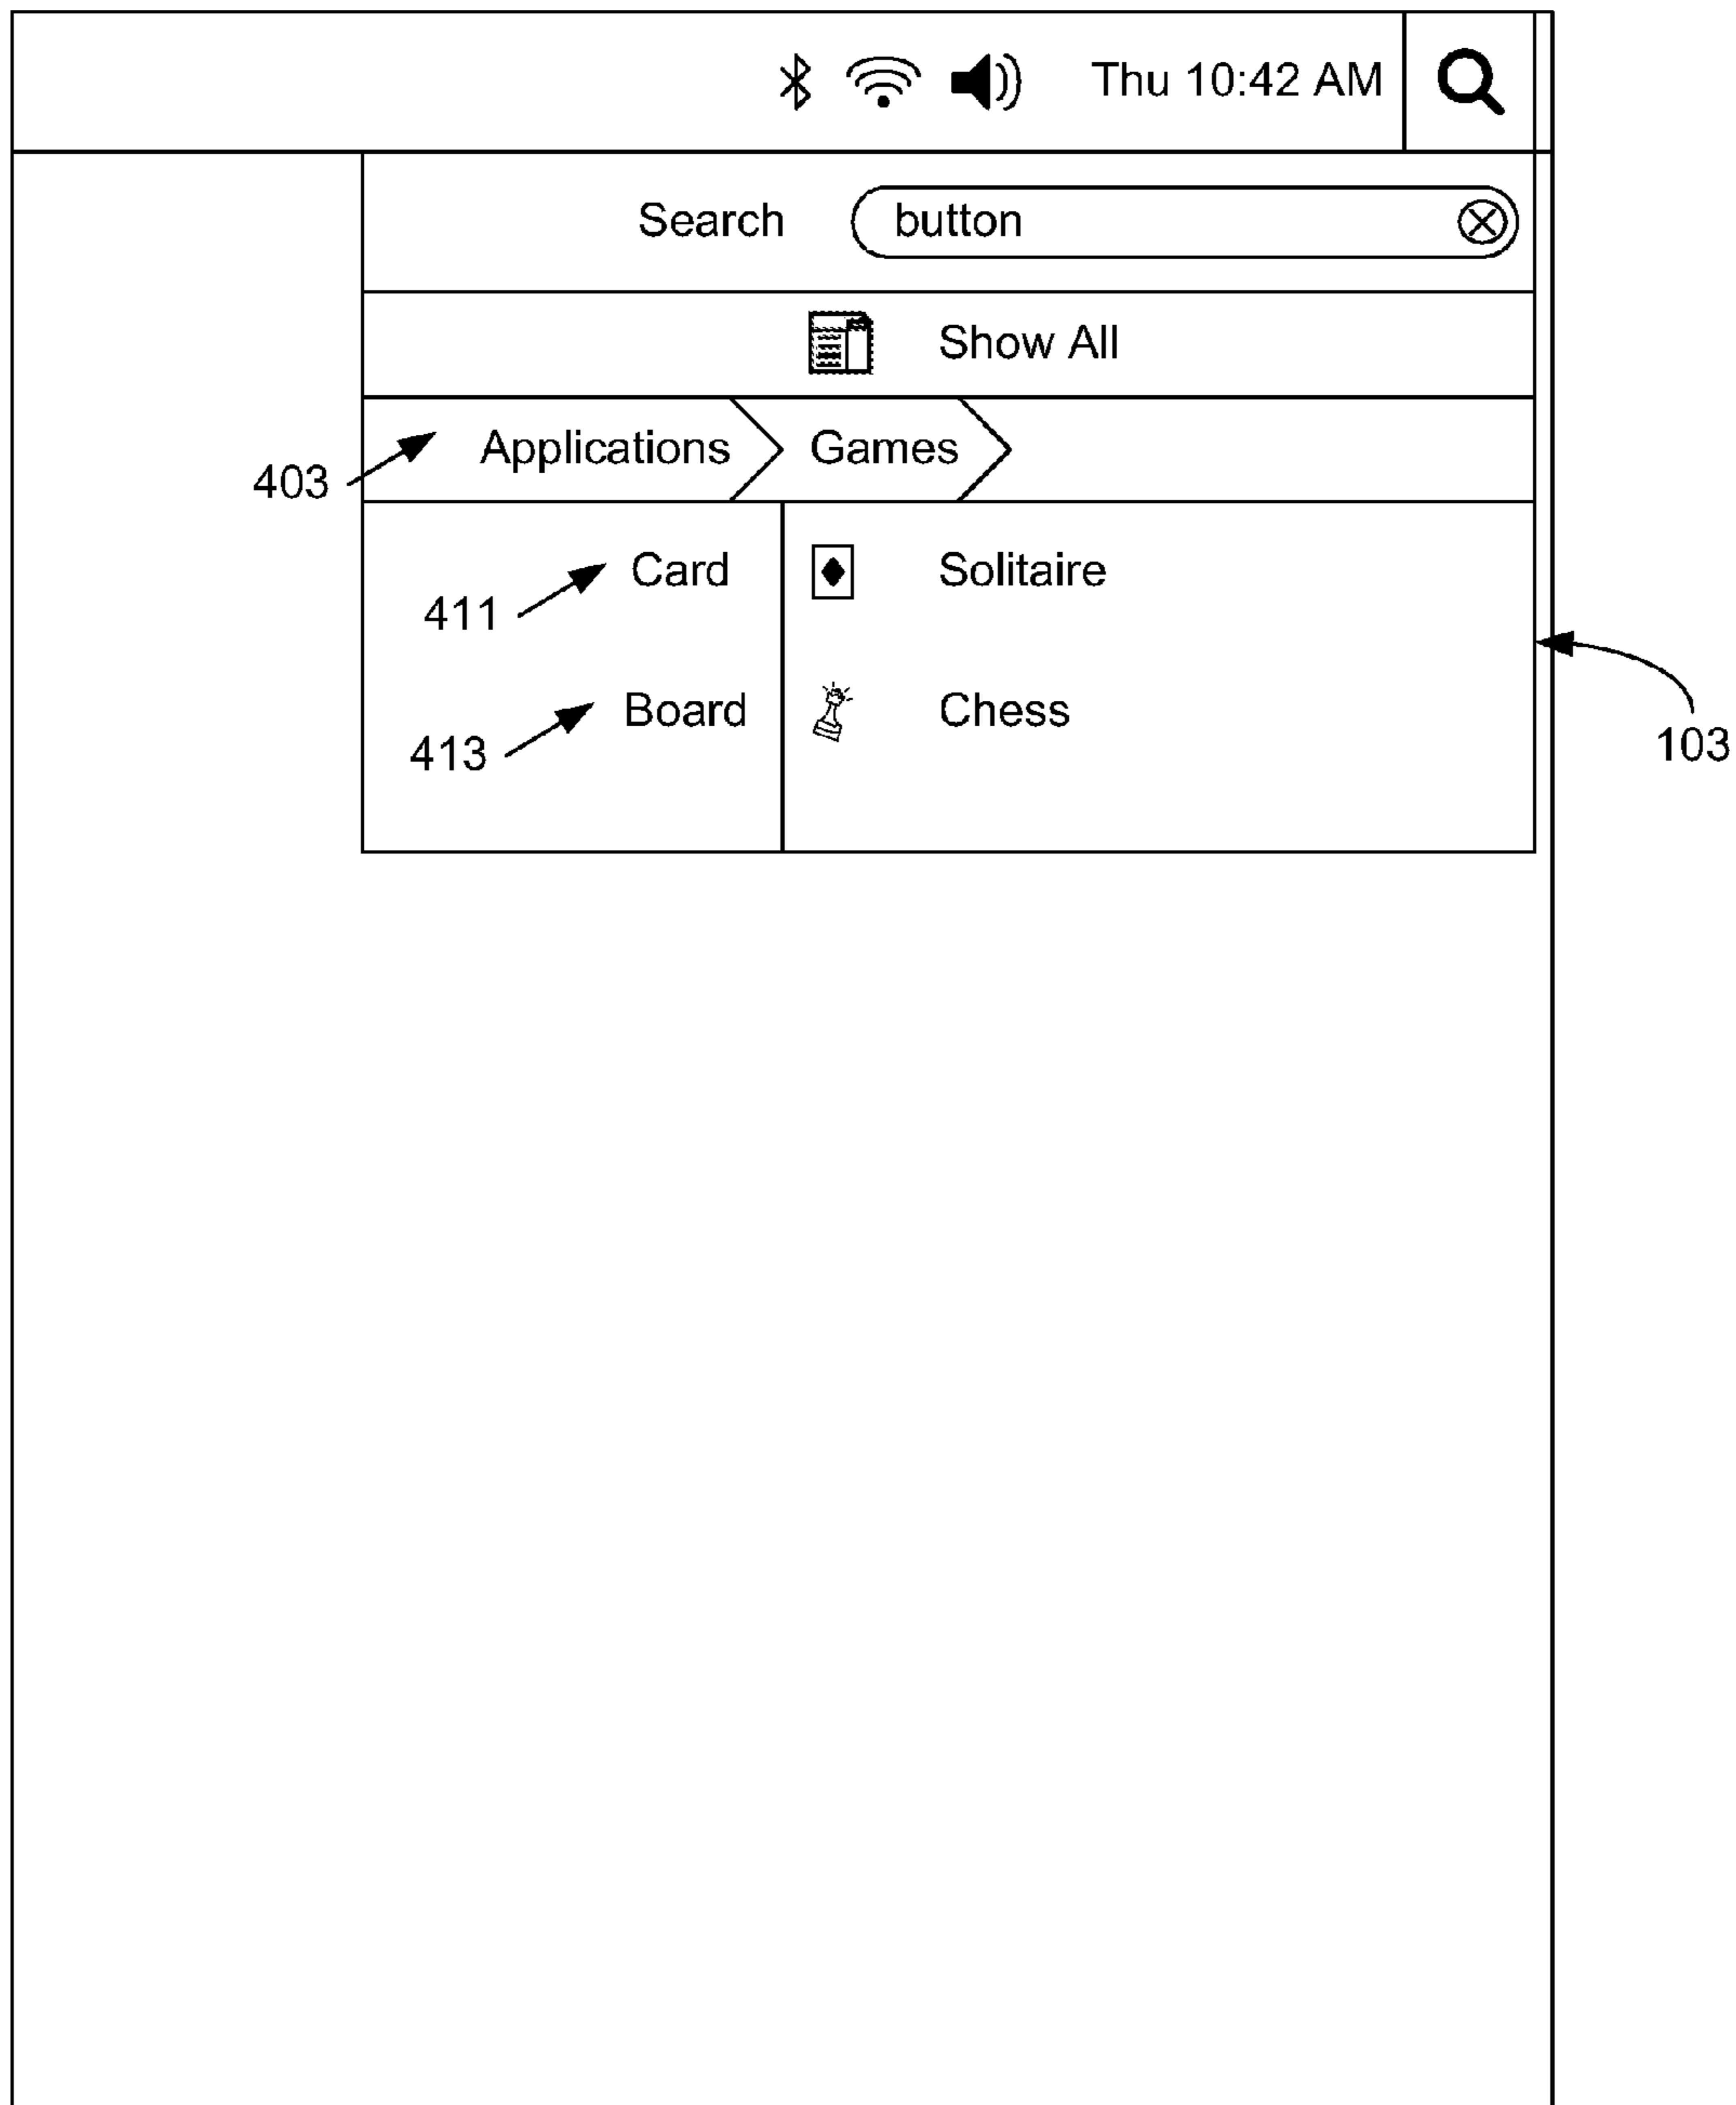 Thu 10:42 AM
Search button
Show All
403 Applications Games
Card Solitaire
411
Board Chess
413
103